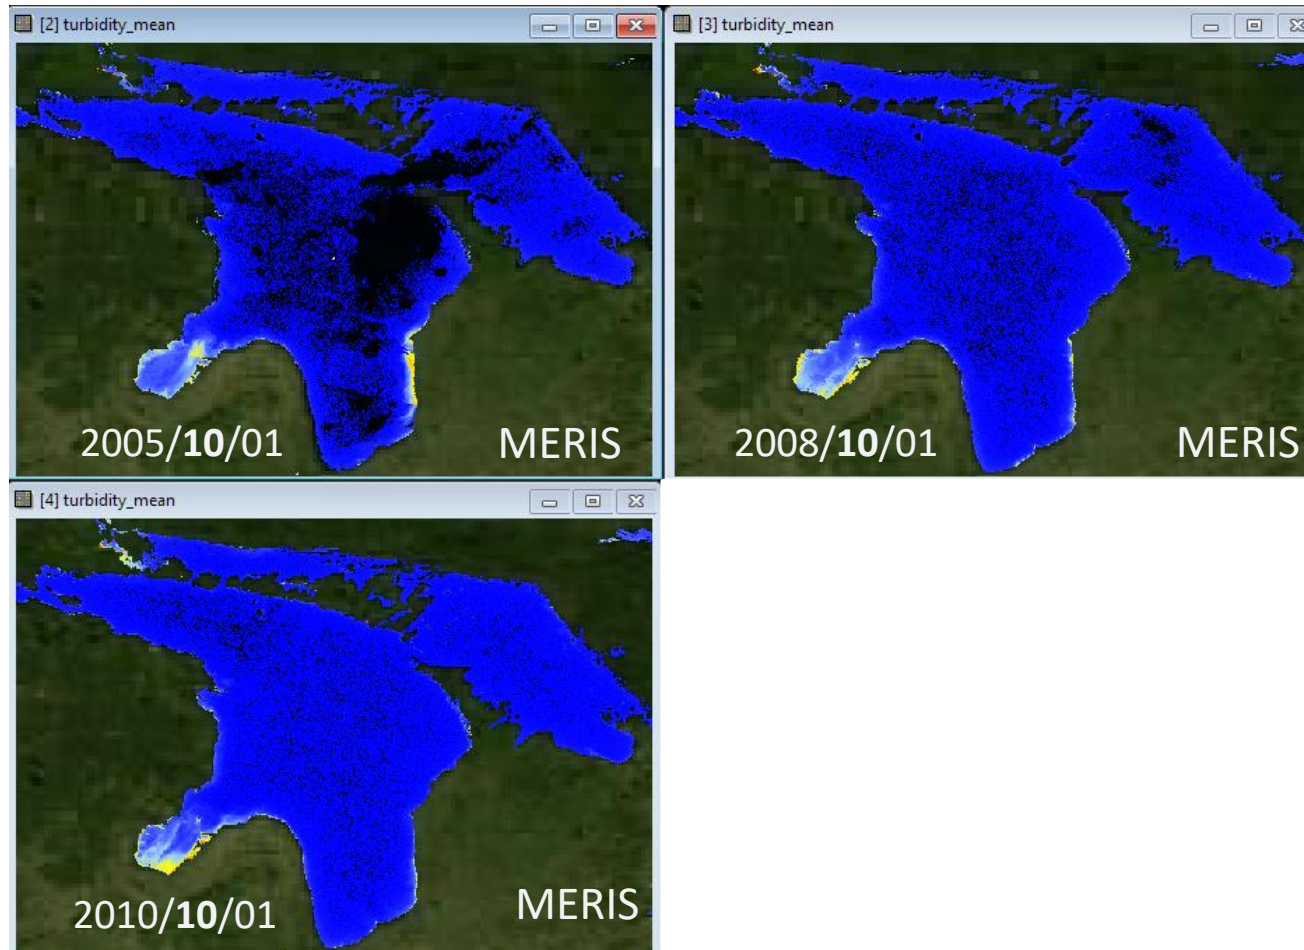 [2] turbidity_mean
[3] turbidity_mean
2005/10/01
MERIS
2008/10/01
MERIS
[4] turbidity_mean
2010/10/01
MERIS